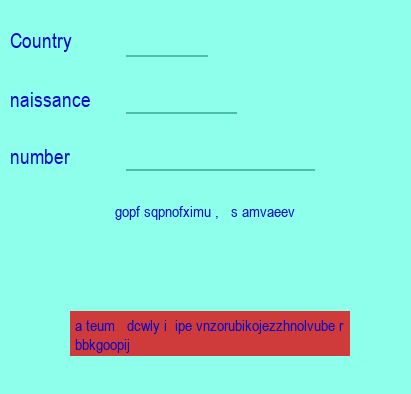 Country
naissance
number
gopf sqpnofximu , s amvaeev
a teum dcwly i ipe vnzorubikojezzhnolvube r
bbkgoopij